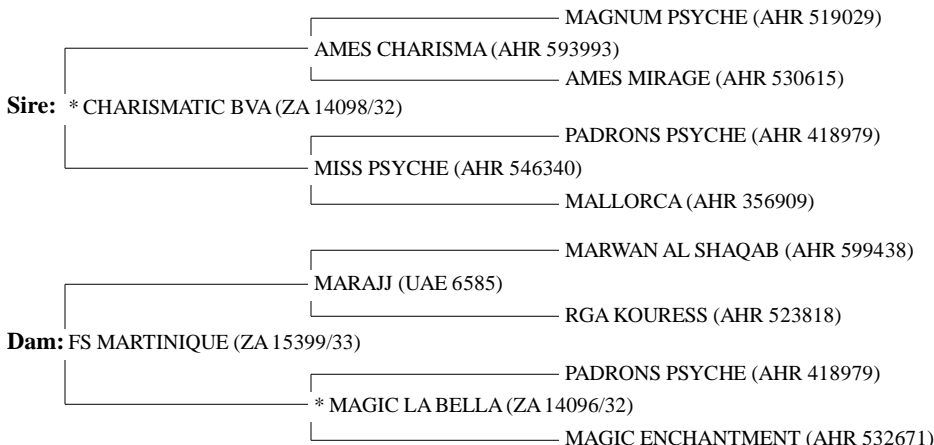 MAGNUM PSYCHE (AHR 519029)
AMES CHARISMA (AHR 593993)
AMES MIRAGE (AHR 530615)
Sire: * CHARISMATIC BVA (ZA 14098/32)
PADRONS PSYCHE (AHR 418979)
MISS PSYCHE (AHR 546340)
MALLORCA (AHR 356909)
MARWAN AL SHAQAB (AHR 599438)
MARAJJ (UAE 6585)
RGA KOURESS (AHR 523818)
Dam: FS MARTINIQUE (ZA 15399/33)
PADRONS PSYCHE (AHR 418979)
* MAGIC LA BELLA (ZA 14096/32)
MAGIC ENCHANTMENT (AHR 532671)